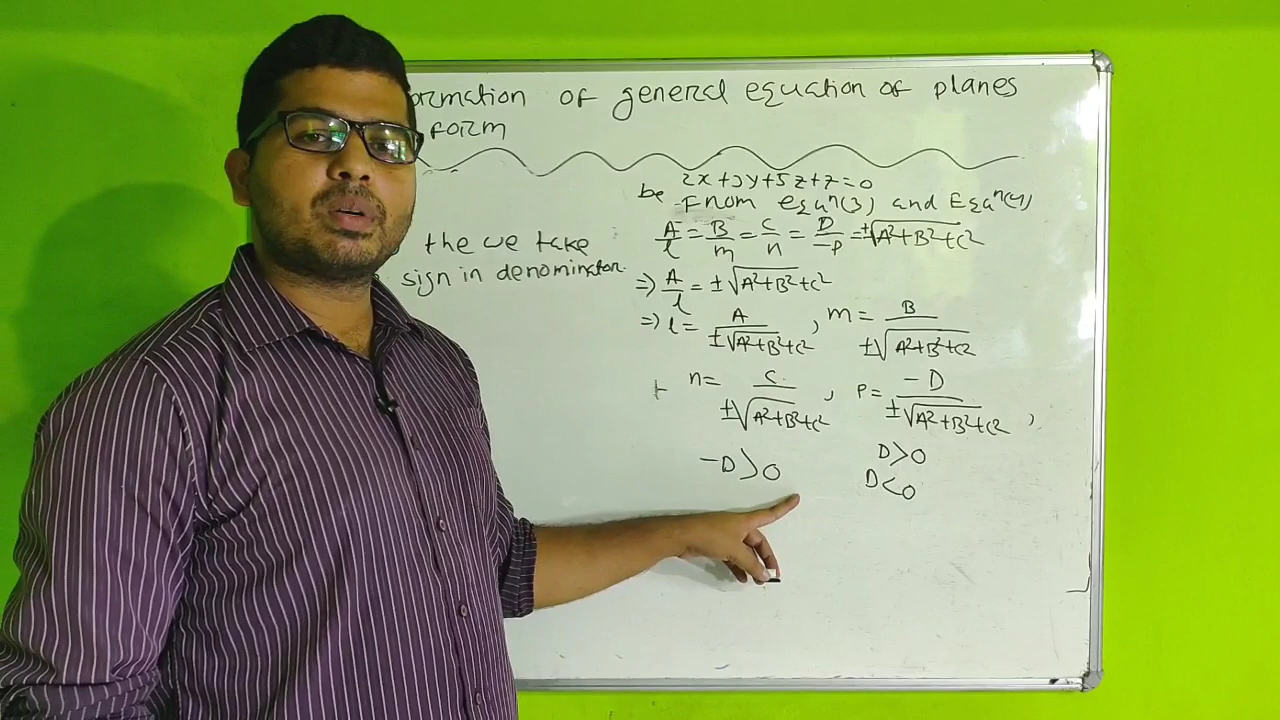 ormation of general equation of planes
form
2x+3y+5z+7=0
be From eqaⁿ(3) and Eqaⁿ(4)
A/l = B/m = C/n = D/-p = ±√A²+B²+C²
the we take
sign in denominator.
=> A/l = ±√A²+B²+C²
=> l = A/±√A²+B²+C² , m = B/±√A²+B²+C²
n = C/±√A²+B²+C² , p = -D/±√A²+B²+C² ,
-D>0 D>0
D<0